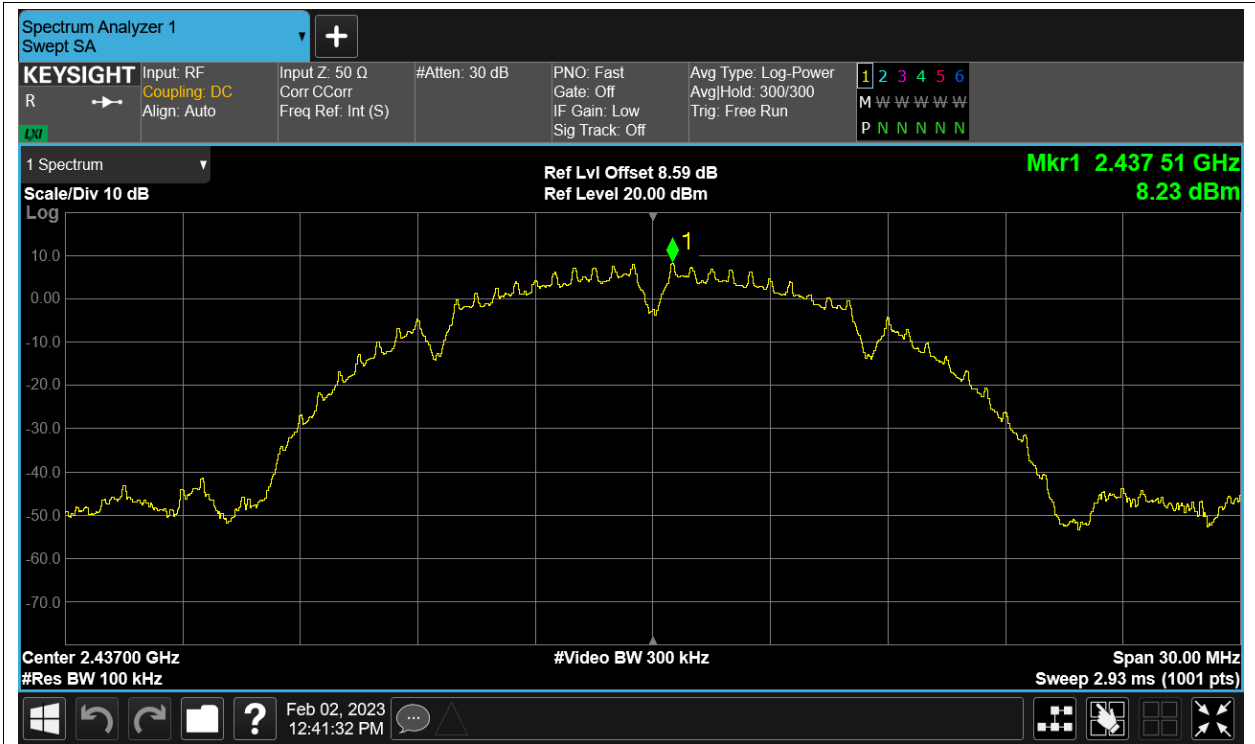 Spectrum Analyzer 1
Swept SA
+
KEYSIGHT
R
LXI
Input: RF
Coupling: DC
Align: Auto
Input Z: 50 Ω
Corr CCorr
Freq Ref: Int (S)
#Atten: 30 dB
PNO: Fast
Gate: Off
IF Gain: Low
Sig Track: Off
Avg Type: Log-Power
Avg|Hold: 300/300
Trig: Free Run
1 2 3 4 5 6
M W W W W W
P N N N N N
1 Spectrum
Scale/Div 10 dB
Log
Ref Lvl Offset 8.59 dB
Ref Level 20.00 dBm
Mkr1 2.437 51 GHz
8.23 dBm
1
10.0
0.00
-10.0
-20.0
-30.0
-40.0
-50.0
-60.0
-70.0
Center 2.43700 GHz
#Res BW 100 kHz
#Video BW 300 kHz
Span 30.00 MHz
Sweep 2.93 ms (1001 pts)
?
Feb 02, 2023
12:41:32 PM